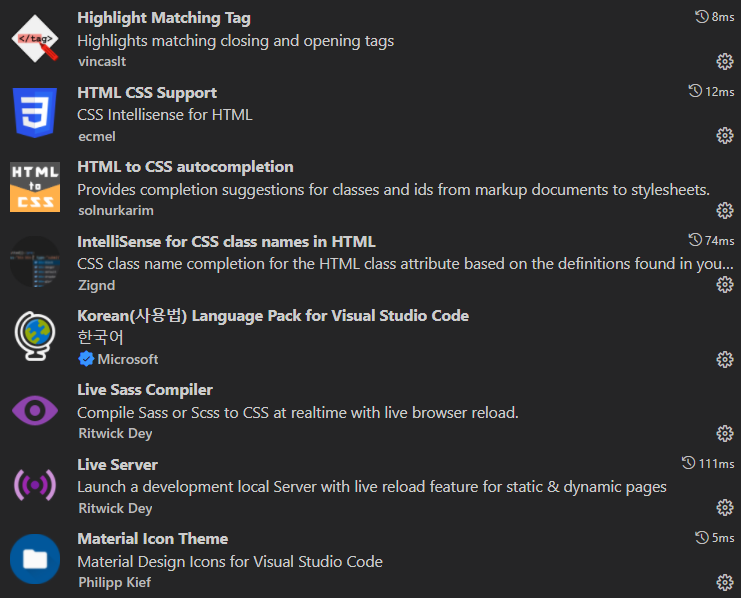 Highlight Matching Tag 8ms
Highlights matching closing and opening tags
vincaslt
</tag>
HTML CSS Support 12ms
CSS Intellisense for HTML
ecmel
HTML to CSS autocompletion
Provides completion suggestions for classes and ids from markup documents to stylesheets.
solnurkarim
HTML
to
CSS
IntelliSense for CSS class names in HTML 74ms
CSS class name completion for the HTML class attribute based on the definitions found in you...
Zignd
Korean(사용법) Language Pack for Visual Studio Code
한국어
Microsoft
Live Sass Compiler
Compile Sass or Scss to CSS at realtime with live browser reload.
Ritwick Dey
Live Server 111ms
Launch a development local Server with live reload feature for static & dynamic pages
Ritwick Dey
Material Icon Theme 5ms
Material Design Icons for Visual Studio Code
Philipp Kief